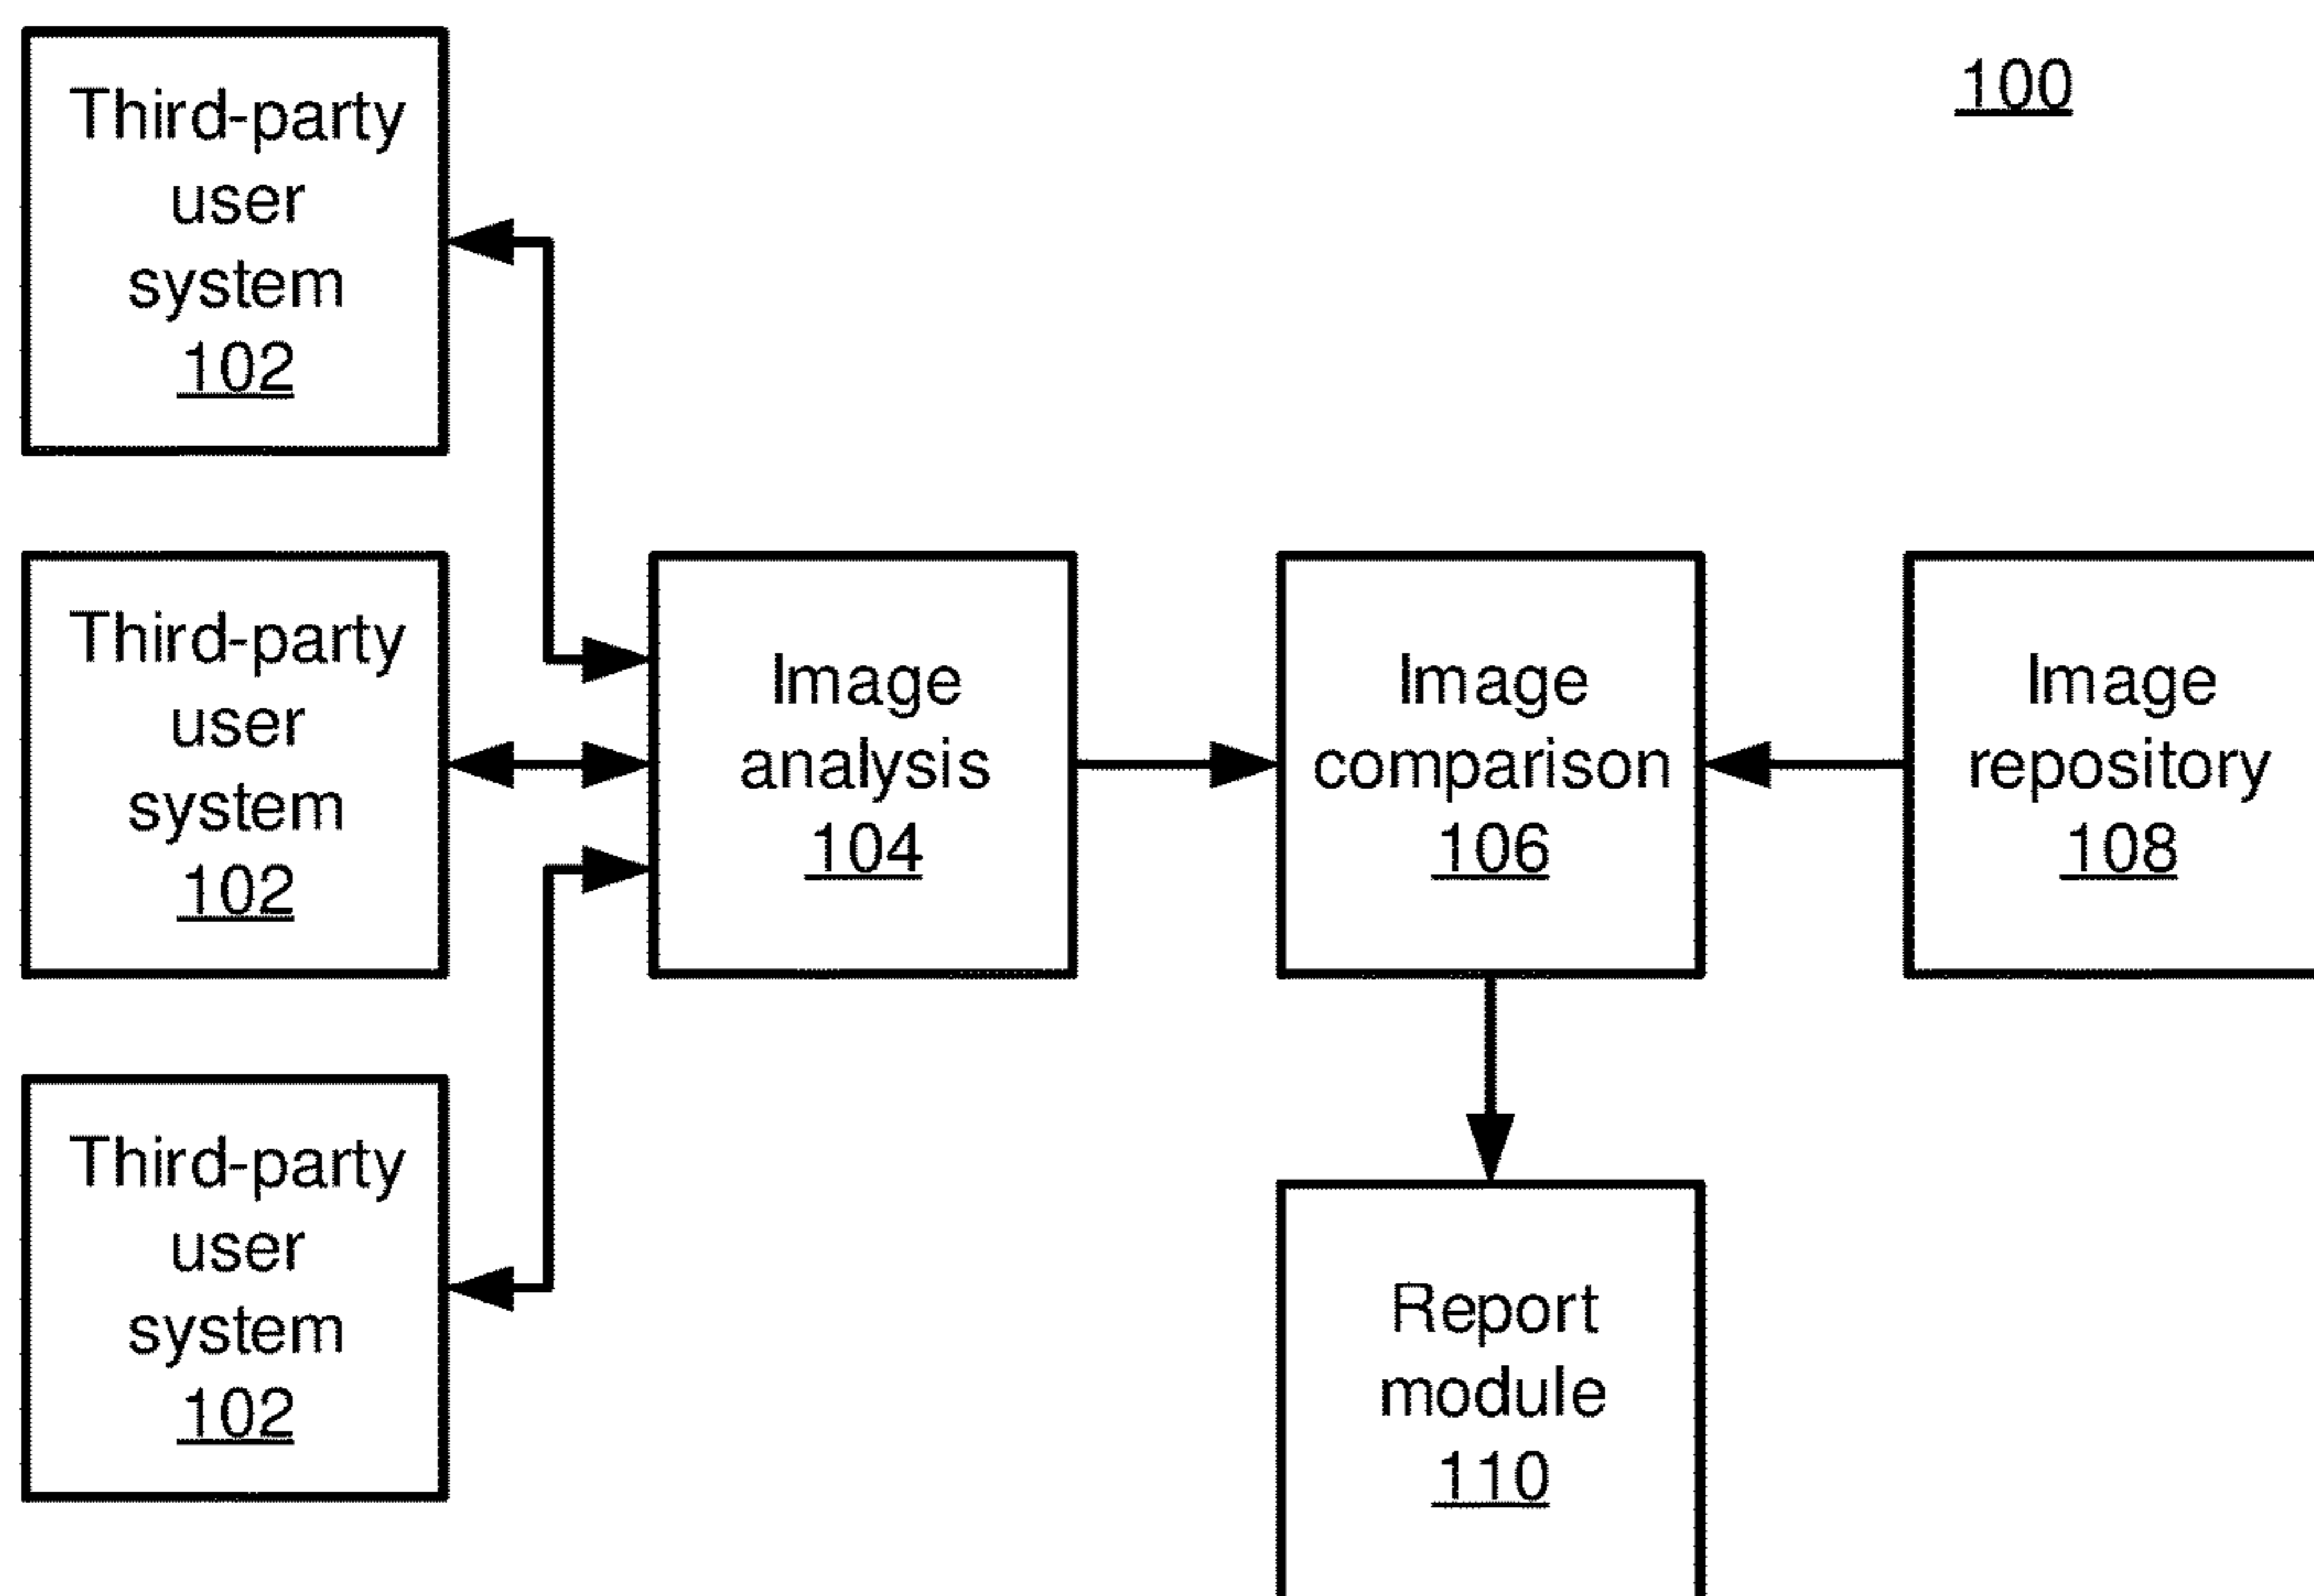 100
Third-party
user
system
102
Third-party
user
system
102
Third-party
user
system
102
Image
analysis
104
Image
comparison
106
Image
repository
108
Report
module
110